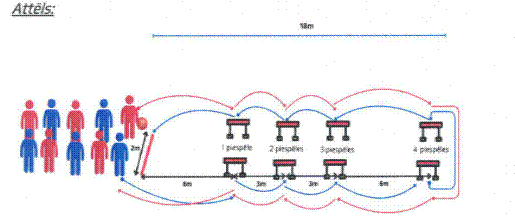 Attēls:
18m
1 piespēle 2 piespēles 3 piespēles 4 piespēles
2m
6m 3m 3m 6m